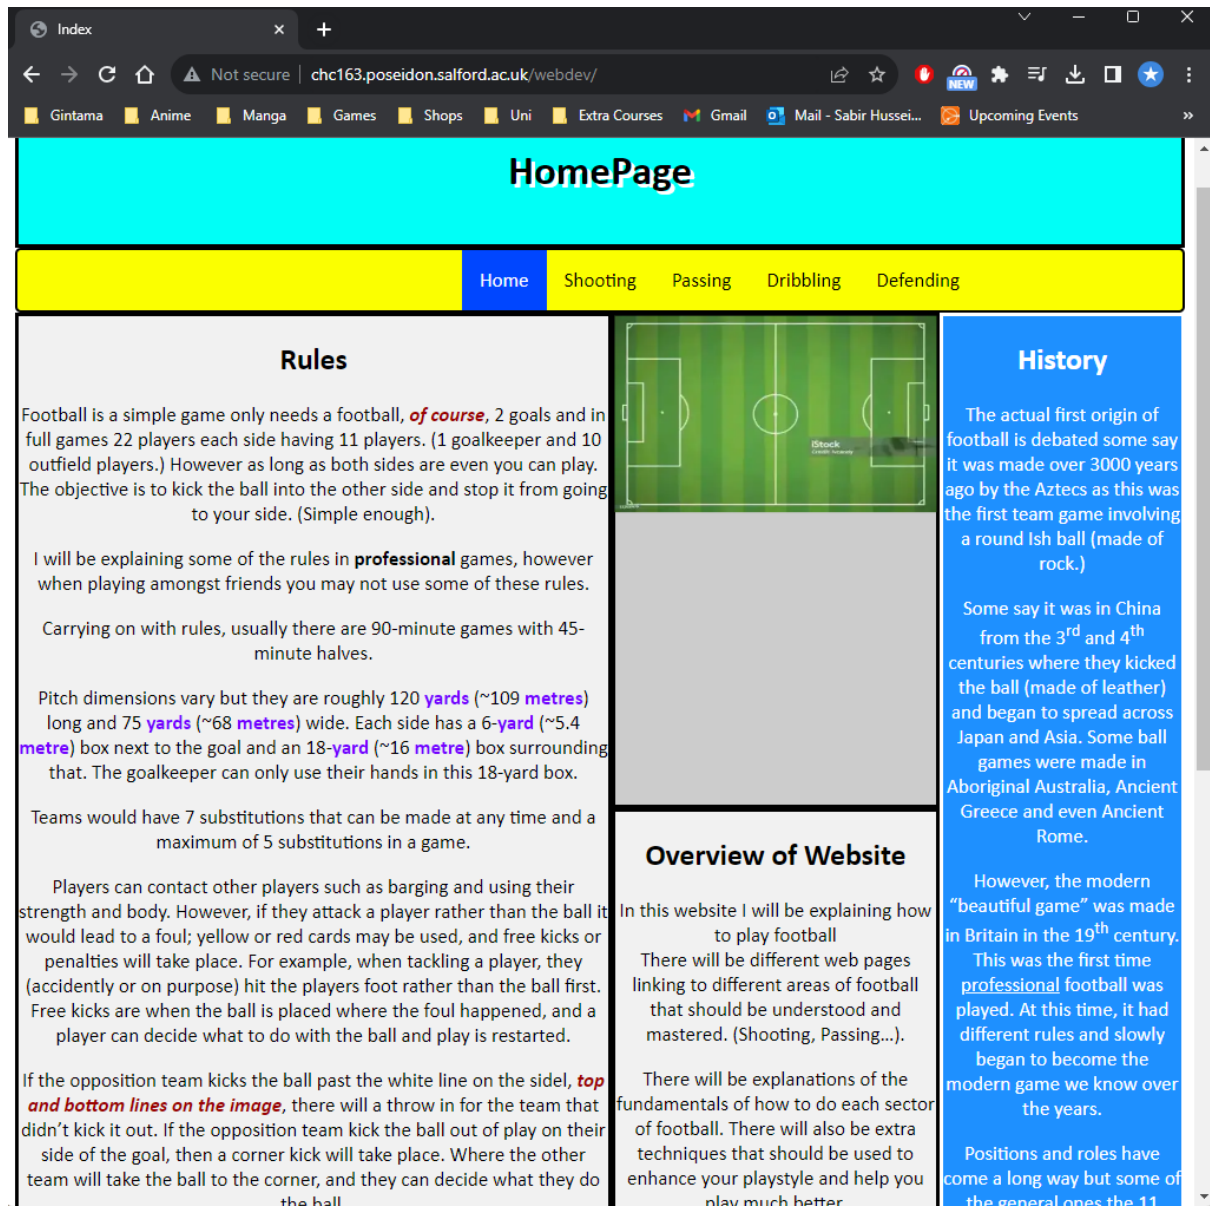 Index
Not secure
chc163.poseidon.salford.ac.uk/webdev/
NEW
Gintama
Anime
Manga
Games
Shops
Uni
Extra Courses
Gmail
Mail - Sabir Hussei...
Upcoming Events
»
HomePage
Home
Shooting
Passing
Dribbling
Defending
Rules
Football is a simple game only needs a football, of course, 2 goals and in
full games 22 players each side having 11 players. (1 goalkeeper and 10
outfield players.) However as long as both sides are even you can play.
The objective is to kick the ball into the other side and stop it from going
to your side. (Simple enough).
I will be explaining some of the rules in professional games, however
when playing amongst friends you may not use some of these rules.
Carrying on with rules, usually there are 90-minute games with 45-
minute halves.
Pitch dimensions vary but they are roughly 120 yards (~109 metres)
long and 75 yards (~68 metres) wide. Each side has a 6-yard (~5.4
metre) box next to the goal and an 18-yard (~16 metre) box surrounding
that. The goalkeeper can only use their hands in this 18-yard box.
Teams would have 7 substitutions that can be made at any time and a
maximum of 5 substitutions in a game.
Players can contact other players such as barging and using their
strength and body. However, if they attack a player rather than the ball it
would lead to a foul; yellow or red cards may be used, and free kicks or
penalties will take place. For example, when tackling a player, they
(accidently or on purpose) hit the players foot rather than the ball first.
Free kicks are when the ball is placed where the foul happened, and a
player can decide what to do with the ball and play is restarted.
If the opposition team kicks the ball past the white line on the sidel, top
and bottom lines on the image, there will a throw in for the team that
didn't kick it out. If the opposition team kick the ball out of play on their
side of the goal, then a corner kick will take place. Where the other
team will take the ball to the corner, and they can decide what they do
the ball
iStock
Overview of Website
In this website I will be explaining how
to play football
There will be different web pages
linking to different areas of football
that should be understood and
mastered. (Shooting, Passing...).
There will be explanations of the
fundamentals of how to do each sector
of football. There will also be extra
techniques that should be used to
enhance your playstyle and help you
play much better
History
The actual first origin of
football is debated some say
it was made over 3000 years
ago by the Aztecs as this was
the first team game involving
a round Ish ball (made of
rock.)
Some say it was in China
from the 3rd and 4th
centuries where they kicked
the ball (made of leather)
and began to spread across
Japan and Asia. Some ball
games were made in
Aboriginal Australia, Ancient
Greece and even Ancient
Rome.
However, the modern
“beautiful game” was made
in Britain in the 19th century.
This was the first time
professional football was
played. At this time, it had
different rules and slowly
began to become the
modern game we know over
the years.
Positions and roles have
come a long way but some of
the general ones the 11